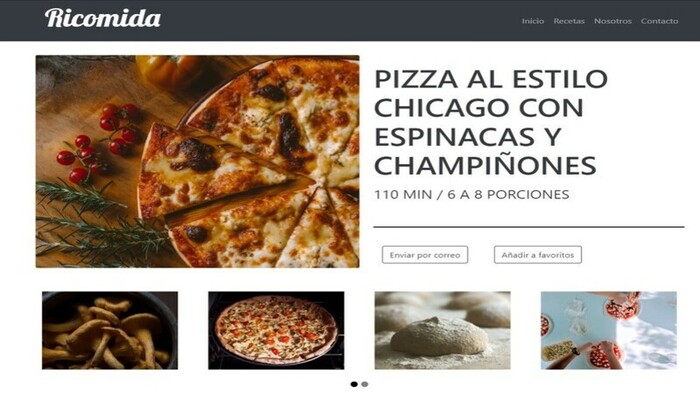 Ricomida
Inicio Recetas Nosotros Contacto
PIZZA AL ESTILO
CHICAGO CON
ESPINACAS Y
CHAMPIÑONES
110 MIN / 6 A 8 PORCIONES
Enviar por correo Añadir a favoritos